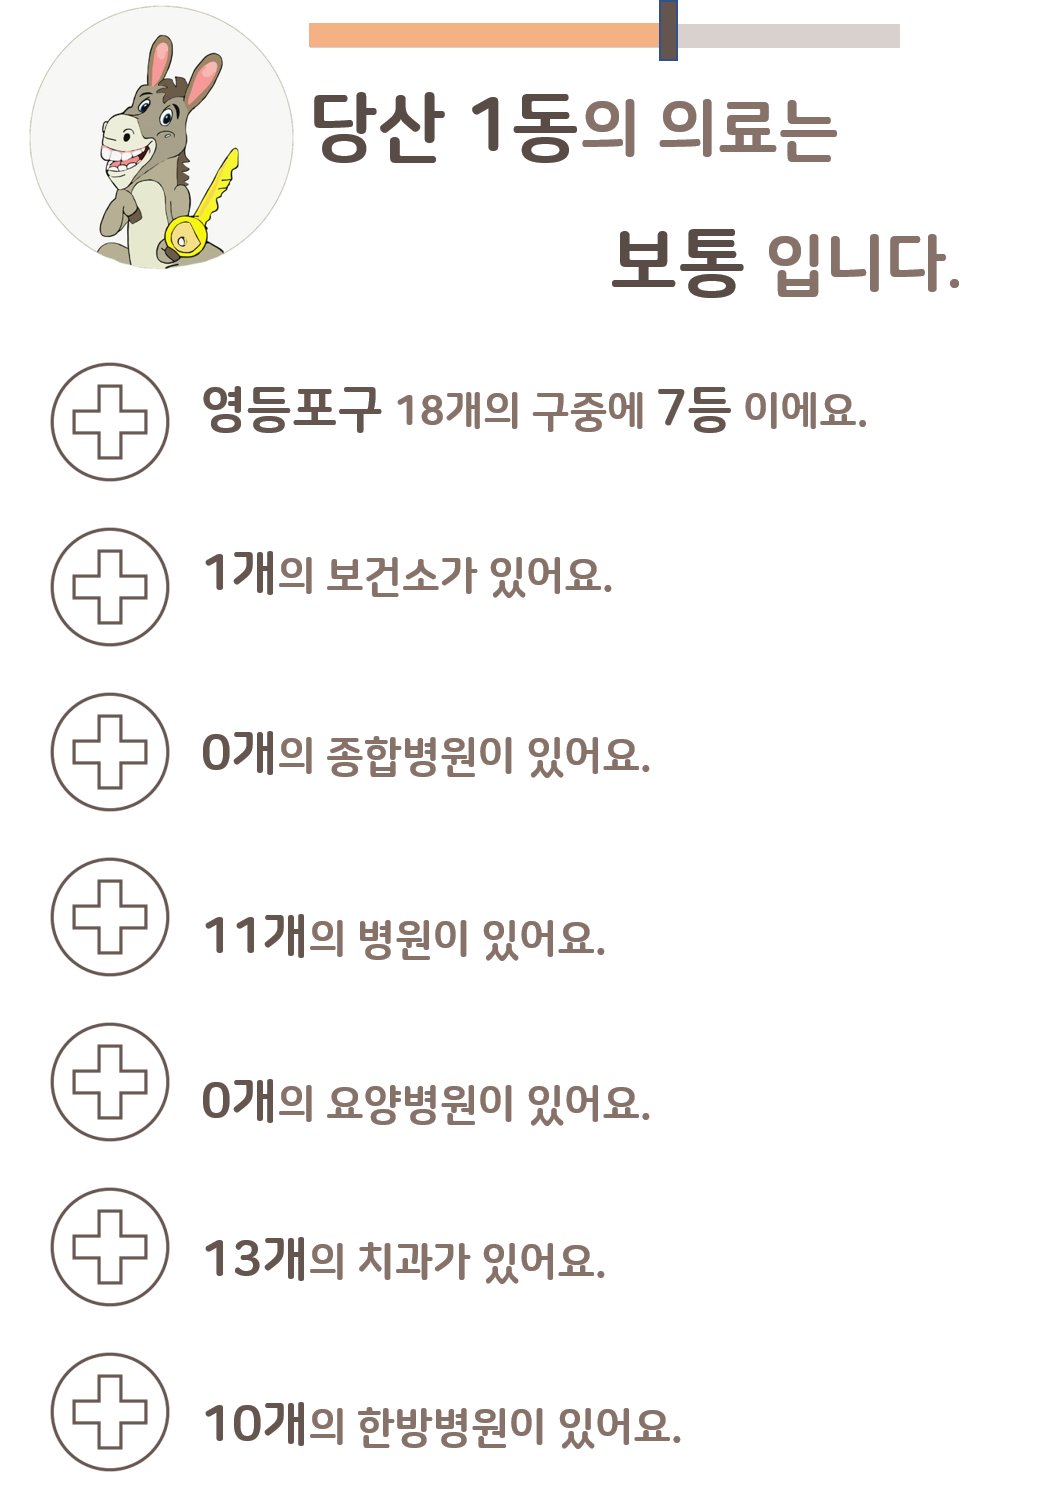 당산 1동의 의료는
보통 입니다.
영등포구 18개의 구중에 7등 이에요.
1개의 보건소가 있어요.
0개의 종합병원이 있어요.
11개의 병원이 있어요.
0개의 요양병원이 있어요.
13개의 치과가 있어요.
10개의 한방병원이 있어요.